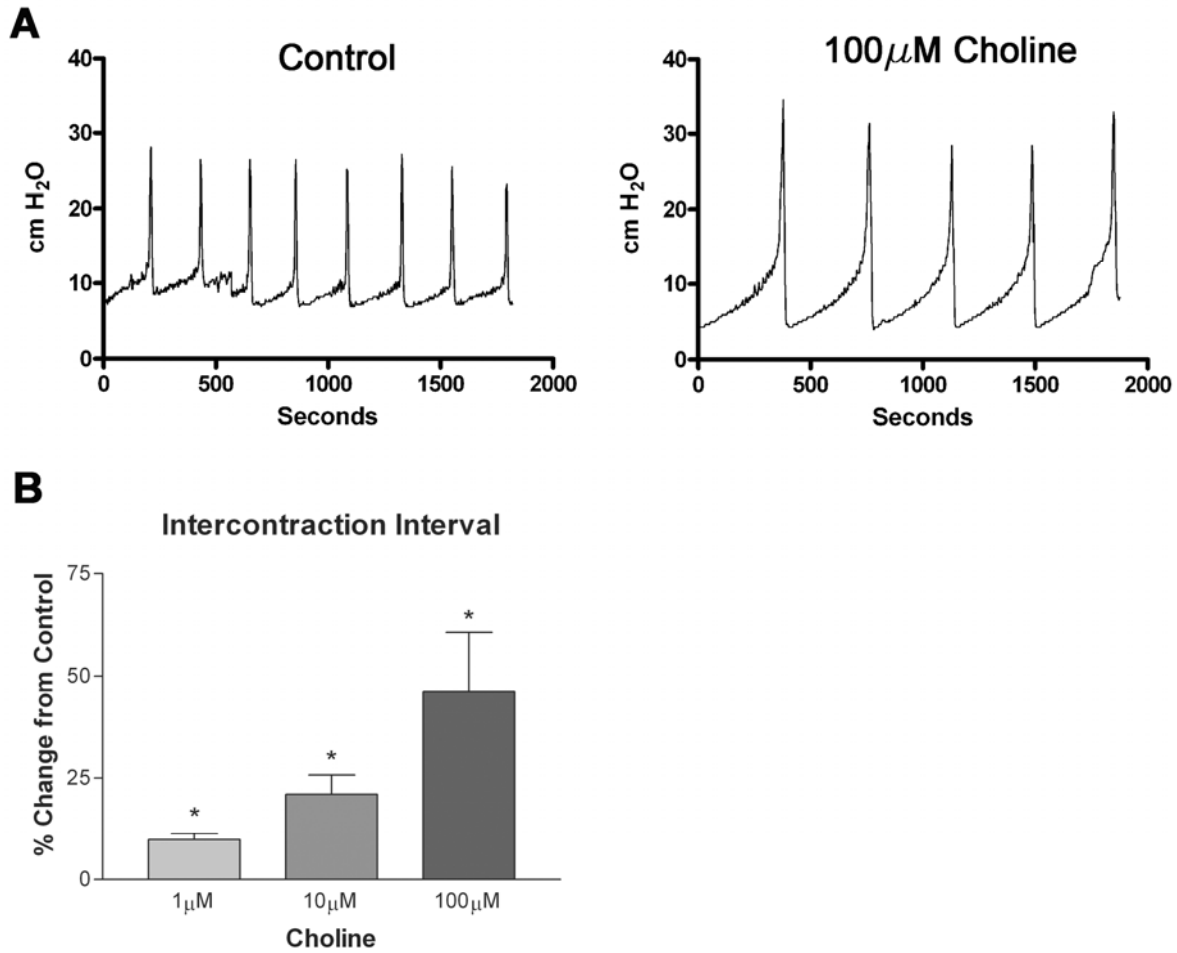 A
Control
100μM Choline
40
30
20
10
0
cm H2O
0 500 1000 1500 2000
Seconds
40
30
20
10
0
cm H2O
0 500 1000 1500 2000
Seconds
B
Intercontraction Interval
75
50
25
0
% Change from Control
*
*
*
1μM 10μM 100μM
Choline